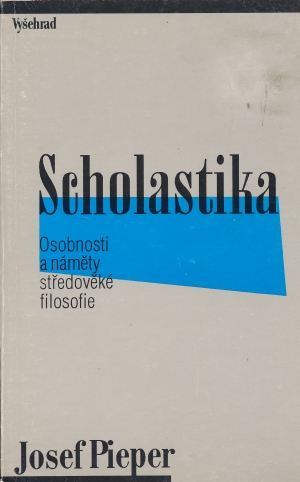 Vyšehrad
Scholastika
Osobnosti
a náměty
středověké
filosofie
Josef Pieper